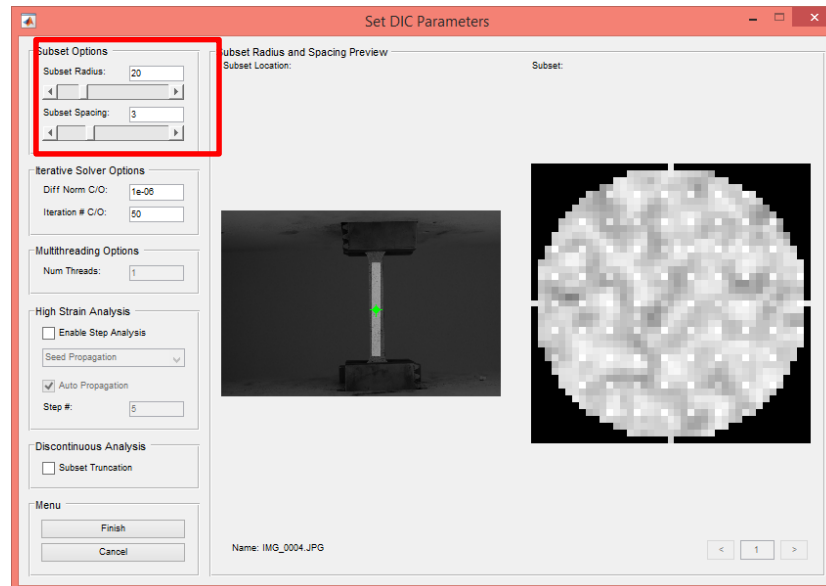 Set DIC Parameters
Subset Options
Subset Radius: 20
Subset Spacing: 3
Iterative Solver Options
Diff Norm C/O: 1e-06
Iteration # C/O: 50
Multithreading Options
Num Threads: 1
High Strain Analysis
Enable Step Analysis
Seed Propagation
Auto Propagation
Step #: 5
Discontinuous Analysis
Subset Truncation
Menu
Finish
Cancel
Subset Radius and Spacing Preview
Subset Location:
Subset:
Name: IMG_0004.JPG
< 1 >